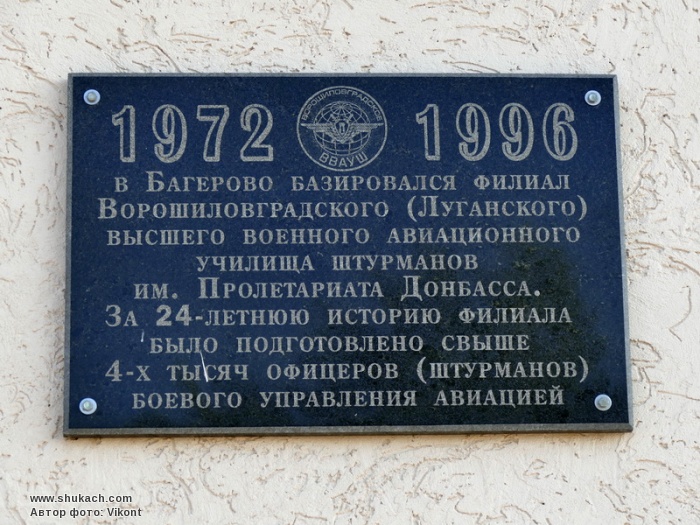 1972 1996
ВОРОШИЛОВГРАДСКОЕ
ВВАУШ
в Багерово базировался филиал
Ворошиловградского (Луганского)
высшего военного авиационного
училища штурманов
им. Пролетариата Донбасса.
За 24-летнюю историю филиала
было подготовлено свыше
4-х тысяч офицеров (штурманов)
боевого управления авиацией
www.shukach.com
Автор фото: Vikont